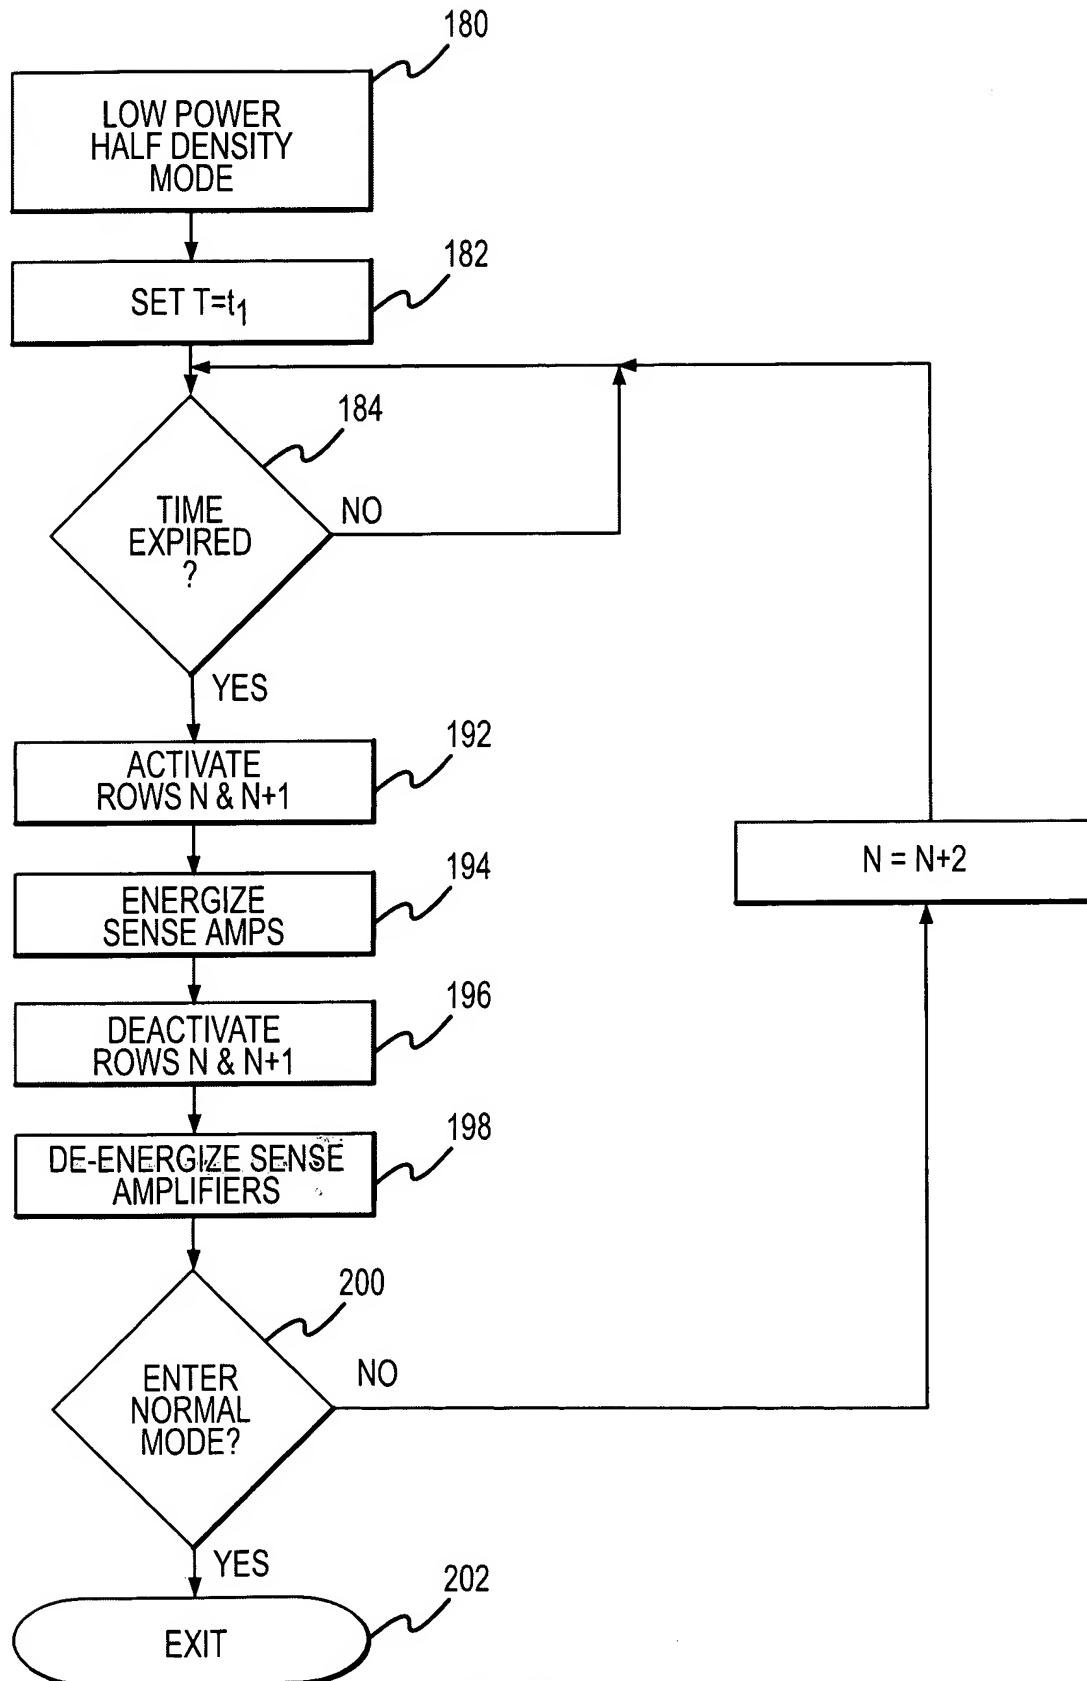 180
LOW POWER
HALF DENSITY
MODE
182
SET T=t1
184
TIME
EXPIRED
?
NO
YES
192
ACTIVATE
ROWS N & N+1
194
ENERGIZE
SENSE AMPS
N = N+2
196
DEACTIVATE
ROWS N & N+1
198
DE-ENERGIZE SENSE
AMPLIFIERS
200
ENTER
NORMAL
MODE?
NO
YES
202
EXIT